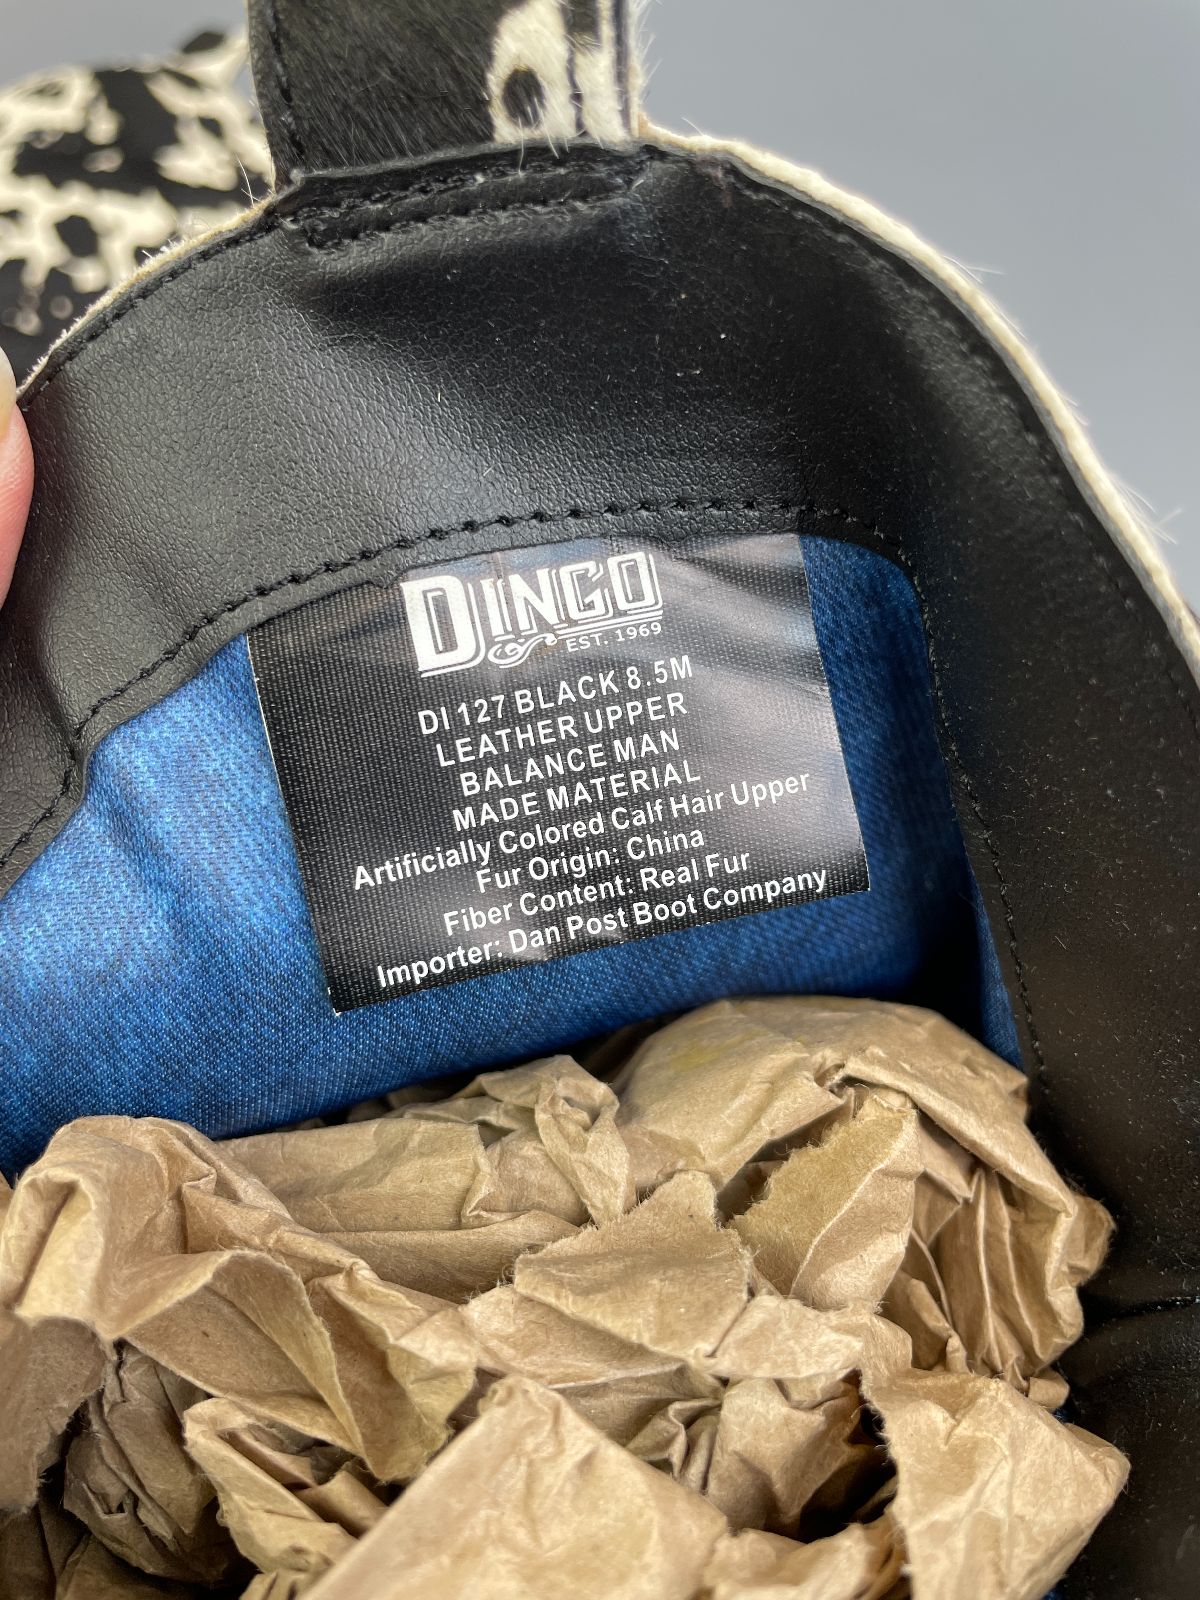 DINGO
EST. 1969
DI 127 BLACK 8.5M
LEATHER UPPER
BALANCE MAN
MADE MATERIAL
Artificially Colored Calf Hair Upper
Fur Origin: China
Fiber Content: Real Fur
Importer: Dan Post Boot Company